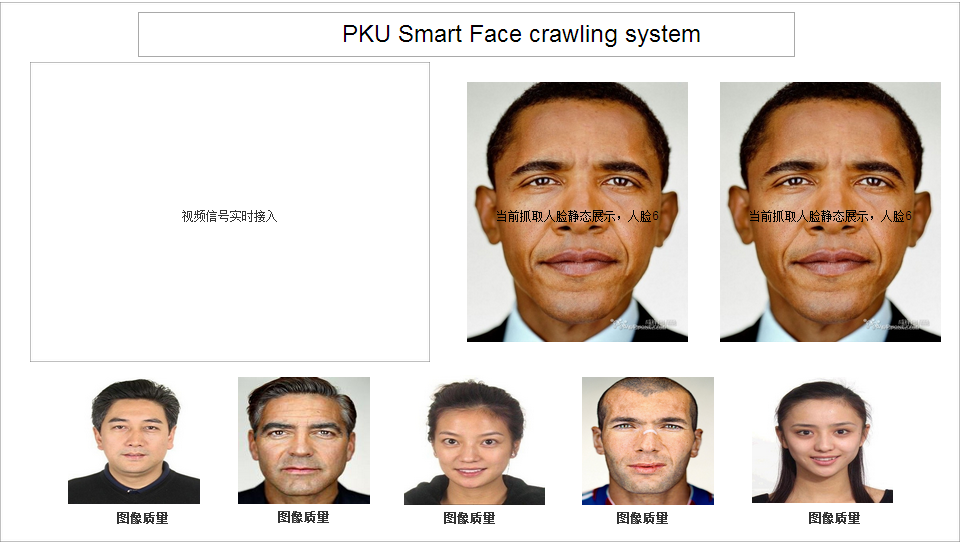 PKU Smart Face crawling system
视频信号实时接入
当前抓取人脸静态展示，人脸6
当前抓取人脸静态展示，人脸6
图像质量
图像质量
图像质量
图像质量
图像质量